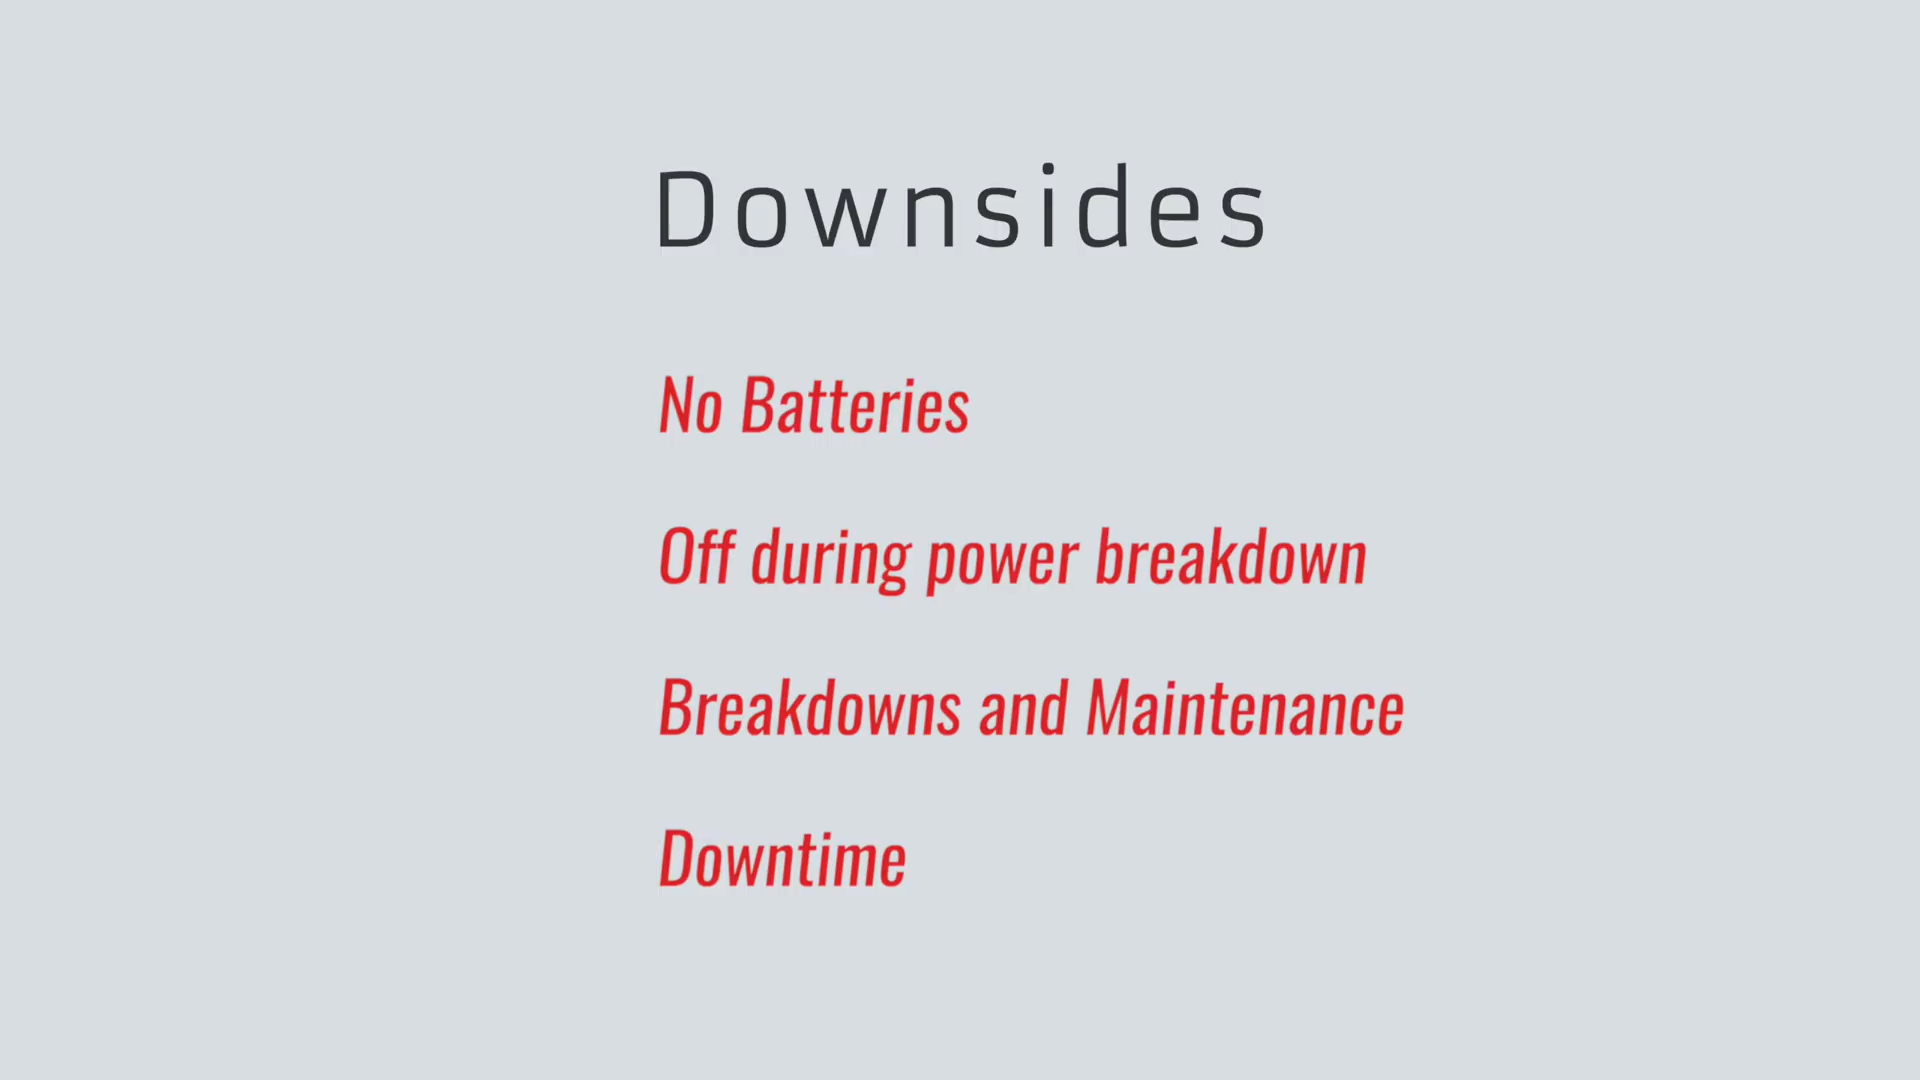 Downsides
No Batteries
Off during power breakdown
Breakdowns and Maintenance
Downtime